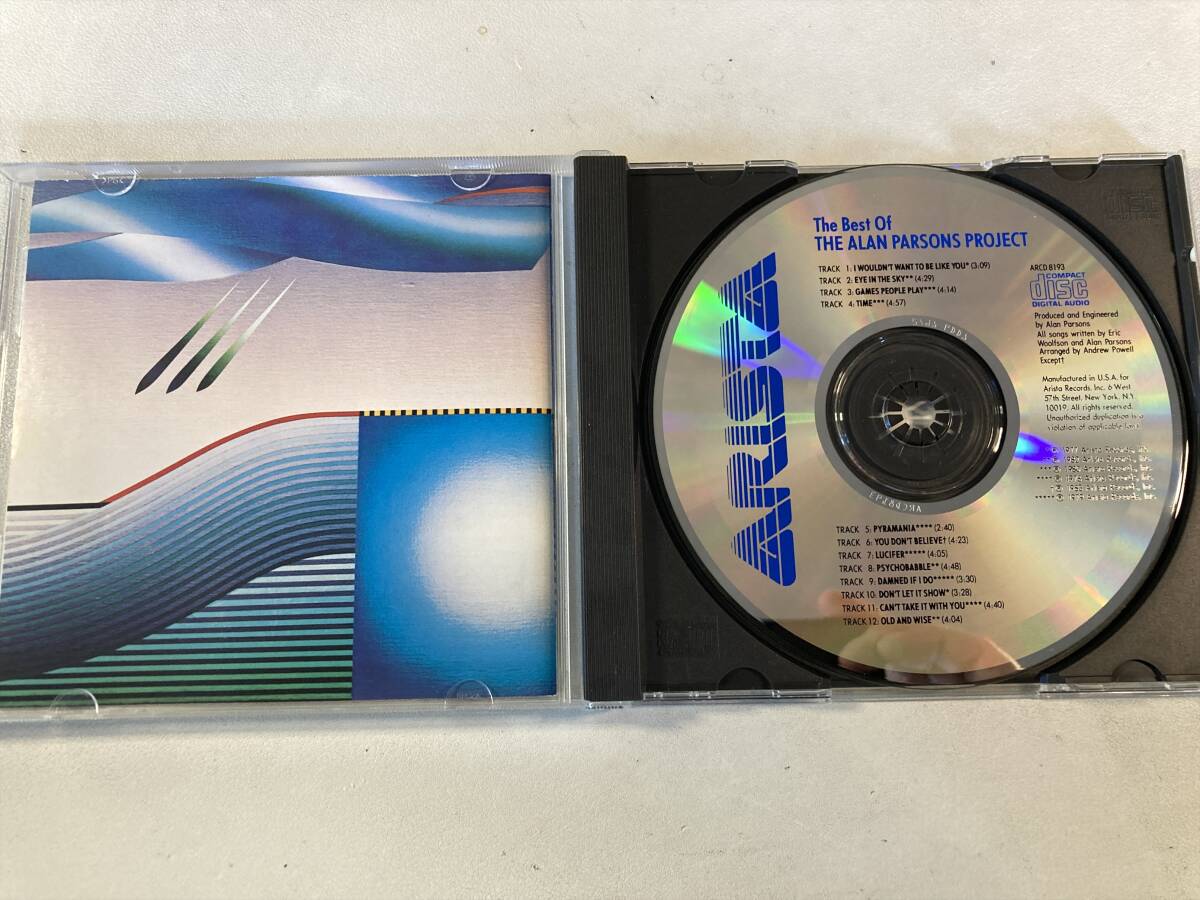 The Best Of
THE ALAN PARSONS PROJECT
TRACK 1: I WOULDN'T WANT TO BE LIKE YOU* (3:09)
TRACK 2: EYE IN THE SKY** (4:29)
TRACK 3: GAMES PEOPLE PLAY*** (4:14)
TRACK 4: TIME*** (4:57)
ARISTA
ARCD 8193
COMPACT
disc
DIGITAL AUDIO
Produced and Engineered
by Alan Parsons
All songs written by Eric
Woolfson and Alan Parsons
Arranged by Andrew Powell
Except†
Manufactured in U.S.A. for
Arista Records, Inc. 6 West
57th Street, New York, N.Y.
10019. All rights reserved.
Unauthorized duplication is a
violation of applicable laws.
TRACK 5: PYRAMANIA**** (2:40)
TRACK 6: YOU DON'T BELIEVE† (4:23)
TRACK 7: LUCIFER***** (4:05)
TRACK 8: PSYCHOBABBLE** (4:48)
TRACK 9: DAMNED IF I DO***** (3:30)
TRACK 10: DON'T LET IT SHOW* (3:28)
TRACK 11: CAN'T TAKE IT WITH YOU**** (4:40)
TRACK 12: OLD AND WISE** (4:04)